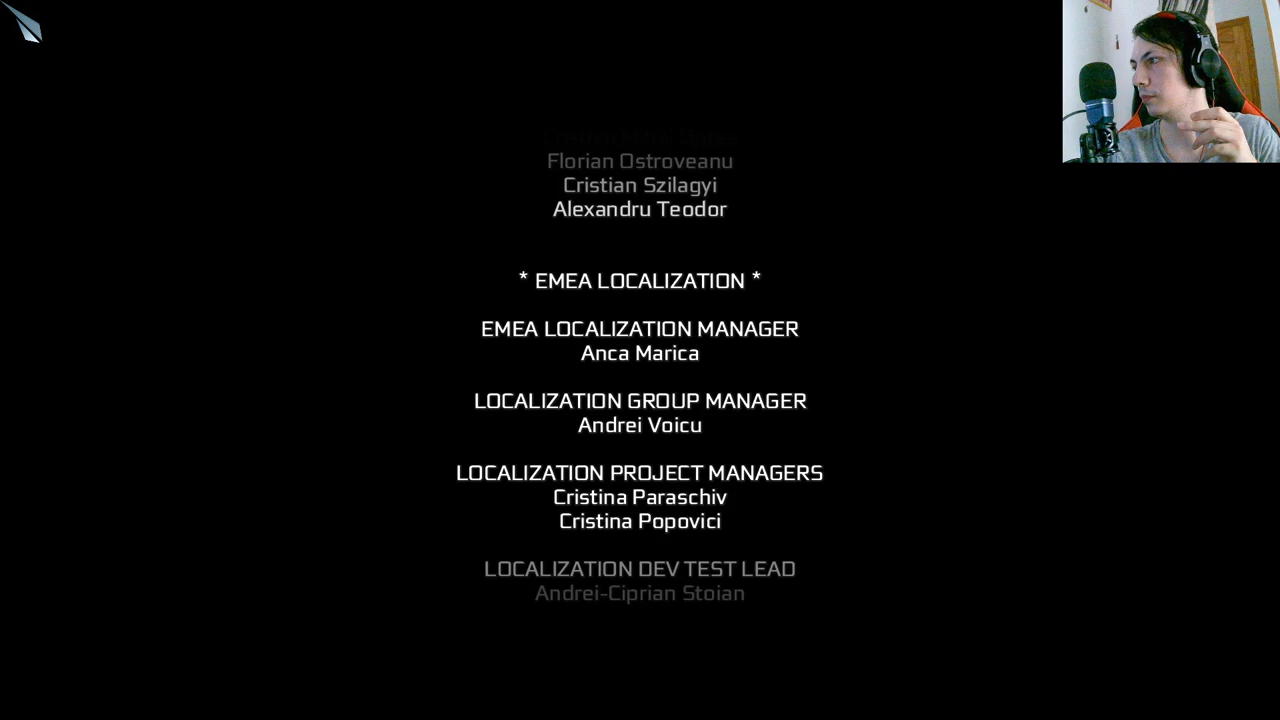 Florian Ostroveanu
Cristian Szilagyi
Alexandru Teodor
* EMEA LOCALIZATION *
EMEA LOCALIZATION MANAGER
Anca Marica
LOCALIZATION GROUP MANAGER
Andrei Voicu
LOCALIZATION PROJECT MANAGERS
Cristina Paraschiv
Cristina Popovici
LOCALIZATION DEV TEST LEAD
Andrei-Ciprian Stoian